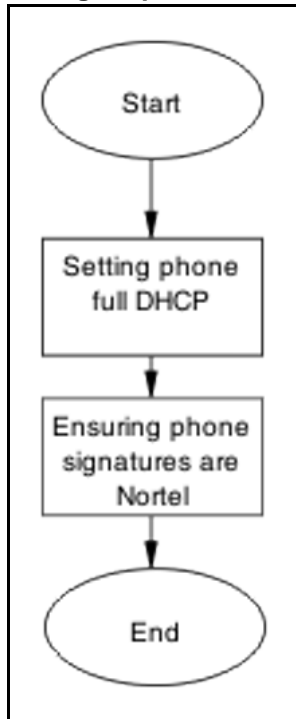 Start
Setting phone
full DHCP
Ensuring phone
signatures are
Nortel
End